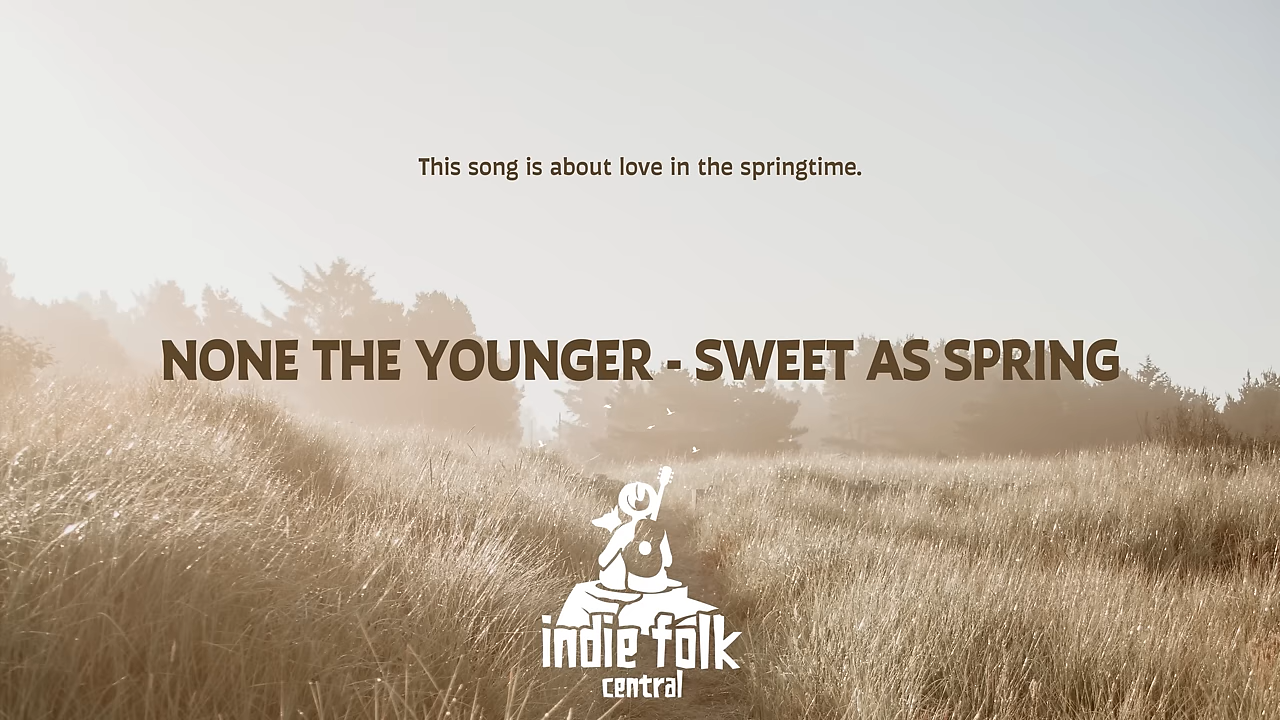 This song is about love in the springtime.
NONE THE YOUNGER - SWEET AS SPRING
indie folk
central